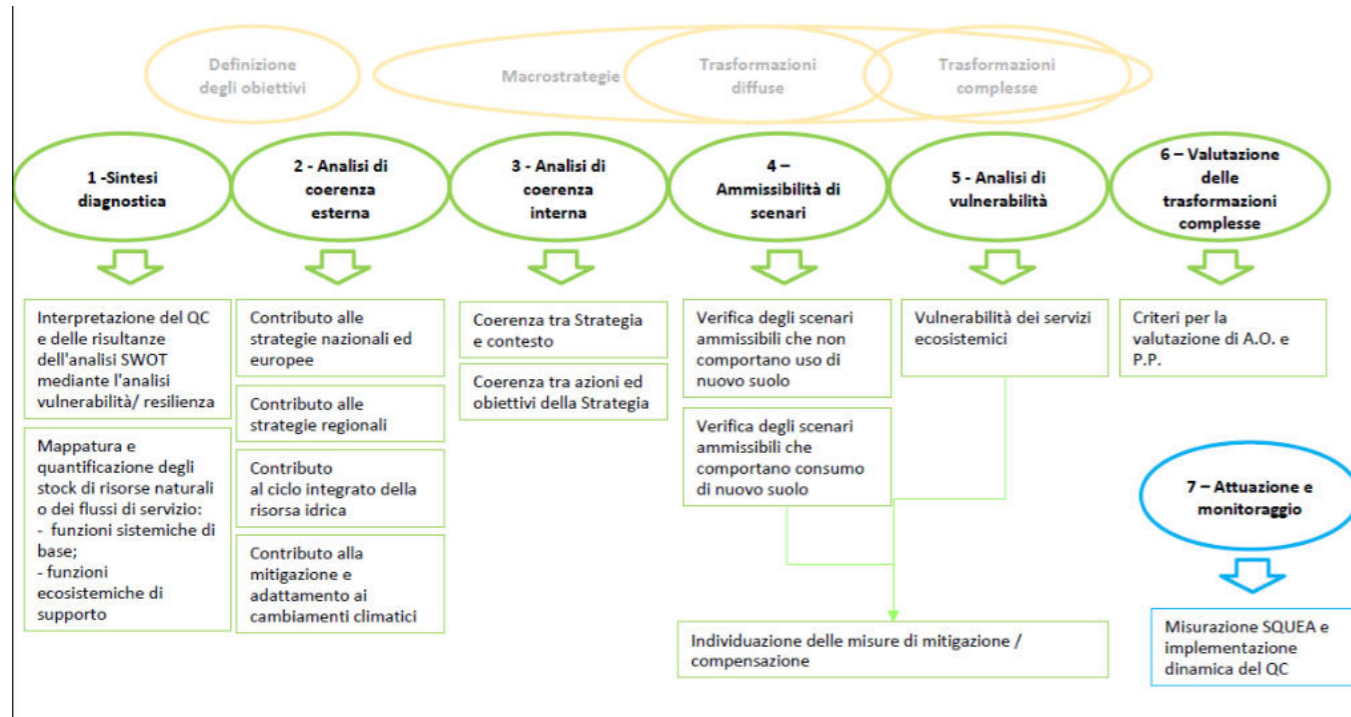 Definizione
degli obiettivi
Macrostrategie
Trasformazioni
diffuse
Trasformazioni
complesse
1 -Sintesi
diagnostica
2 - Analisi di
coerenza
esterna
3 - Analisi di
coerenza
interna
4 –
Ammissibilità di
scenari
5 - Analisi di
vulnerabilità
6 – Valutazione
delle
trasformazioni
complesse
Interpretazione del QC
e delle risultanze
dell'analisi SWOT
mediante l'analisi
vulnerabilità/ resilienza
Mappatura e
quantificazione degli
stock di risorse naturali
o dei flussi di servizio:
- funzioni sistemiche di
base;
- funzioni
ecosistemiche di
supporto
Contributo alle
strategie nazionali ed
europee
Contributo alle
strategie regionali
Contributo
al ciclo integrato della
risorsa idrica
Contributo alla
mitigazione e
adattamento ai
cambiamenti climatici
Coerenza tra Strategia
e contesto
Coerenza tra azioni ed
obiettivi della Strategia
Verifica degli scenari
ammissibili che non
comportano uso di
nuovo suolo
Verifica degli scenari
ammissibili che
comportano consumo
di nuovo suolo
Vulnerabilità dei servizi
ecosistemici
Individuazione delle misure di mitigazione /
compensazione
Criteri per la
valutazione di A.O. e
P.P.
7 – Attuazione e
monitoraggio
Misurazione SQUEA e
implementazione
dinamica del QC